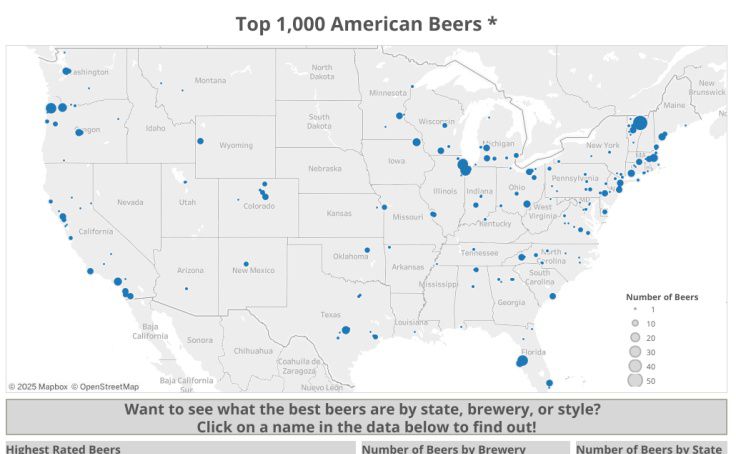 Top 1,000 American Beers *
Washington
Montana
North
Dakota
Minnesota
Maine
New
Brunswick
Oregon
Idaho
Wyoming
South
Dakota
Wisconsin
Michigan
New York
Nebraska
Iowa
Illinois
Indiana
Ohio
Pennsylvania
MD
Nevada
Utah
Colorado
Kansas
Missouri
West
Virginia
Kentucky
California
Arizona
New Mexico
Oklahoma
Arkansas
Tennessee
North
Carolina
South
Carolina
Mississippi
Georgia
Texas
Louisiana
Florida
Baja
California
Sonora
Chihuahua
Coahuila de
Zaragoza
Nuevo León
Baja California
Sur
Number of Beers
1
10
20
30
40
50
© 2025 Mapbox © OpenStreetMap
Want to see what the best beers are by state, brewery, or style?
Click on a name in the data below to find out!
Highest Rated Beers
Number of Beers by Brewery
Number of Beers by State